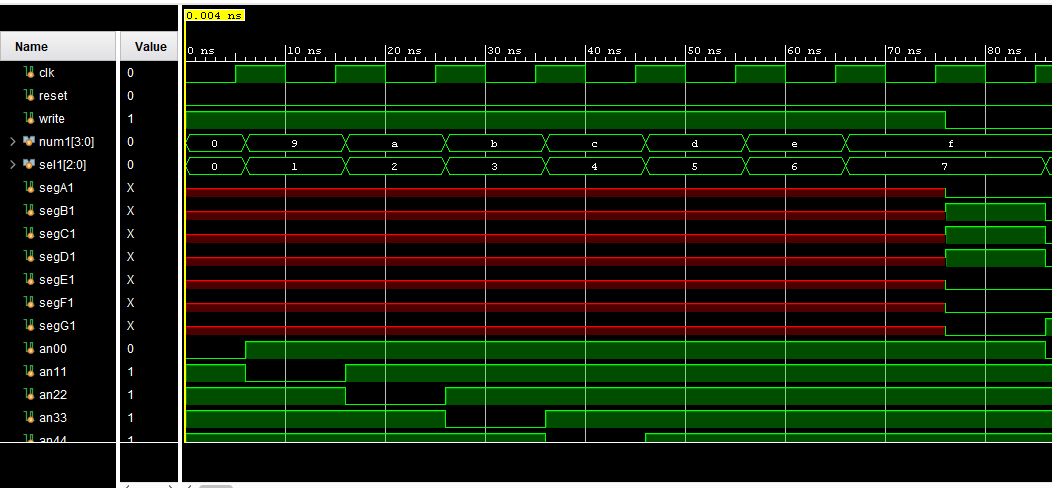 0.004 ns
Name Value
0 ns 10 ns 20 ns 30 ns 40 ns 50 ns 60 ns 70 ns 80 ns
clk 0
reset 0
write 1
num1[3:0] 0 0 9 a b c d e f
sel1[2:0] 0 0 1 2 3 4 5 6 7
segA1 X
segB1 X
segC1 X
segD1 X
segE1 X
segF1 X
segG1 X
an00 0
an11 1
an22 1
an33 1
an44 1